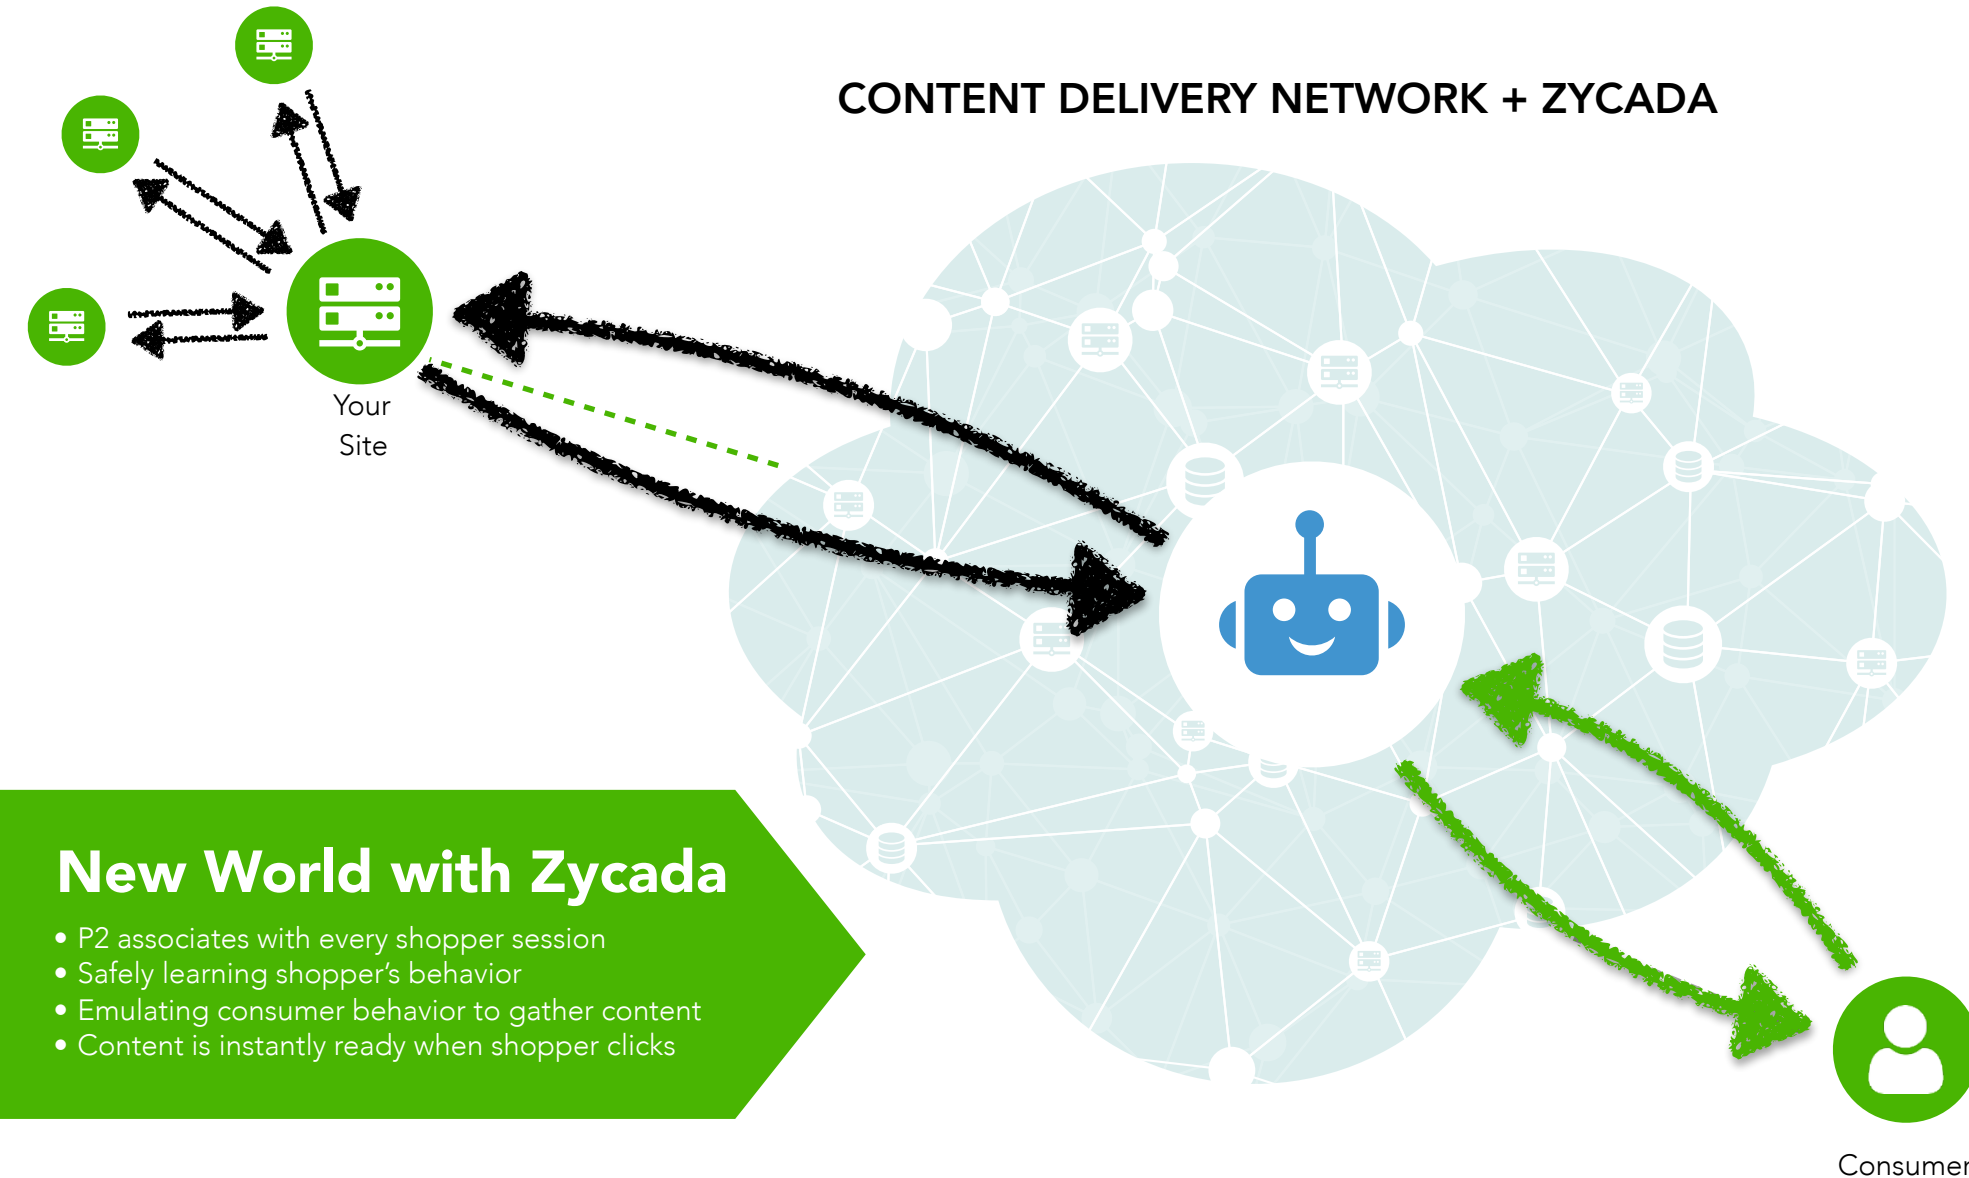 CONTENT DELIVERY NETWORK + ZYCADA
Your
Site
New World with Zycada
• P2 associates with every shopper session
• Safely learning shopper's behavior
• Emulating consumer behavior to gather content
• Content is instantly ready when shopper clicks
Consumer